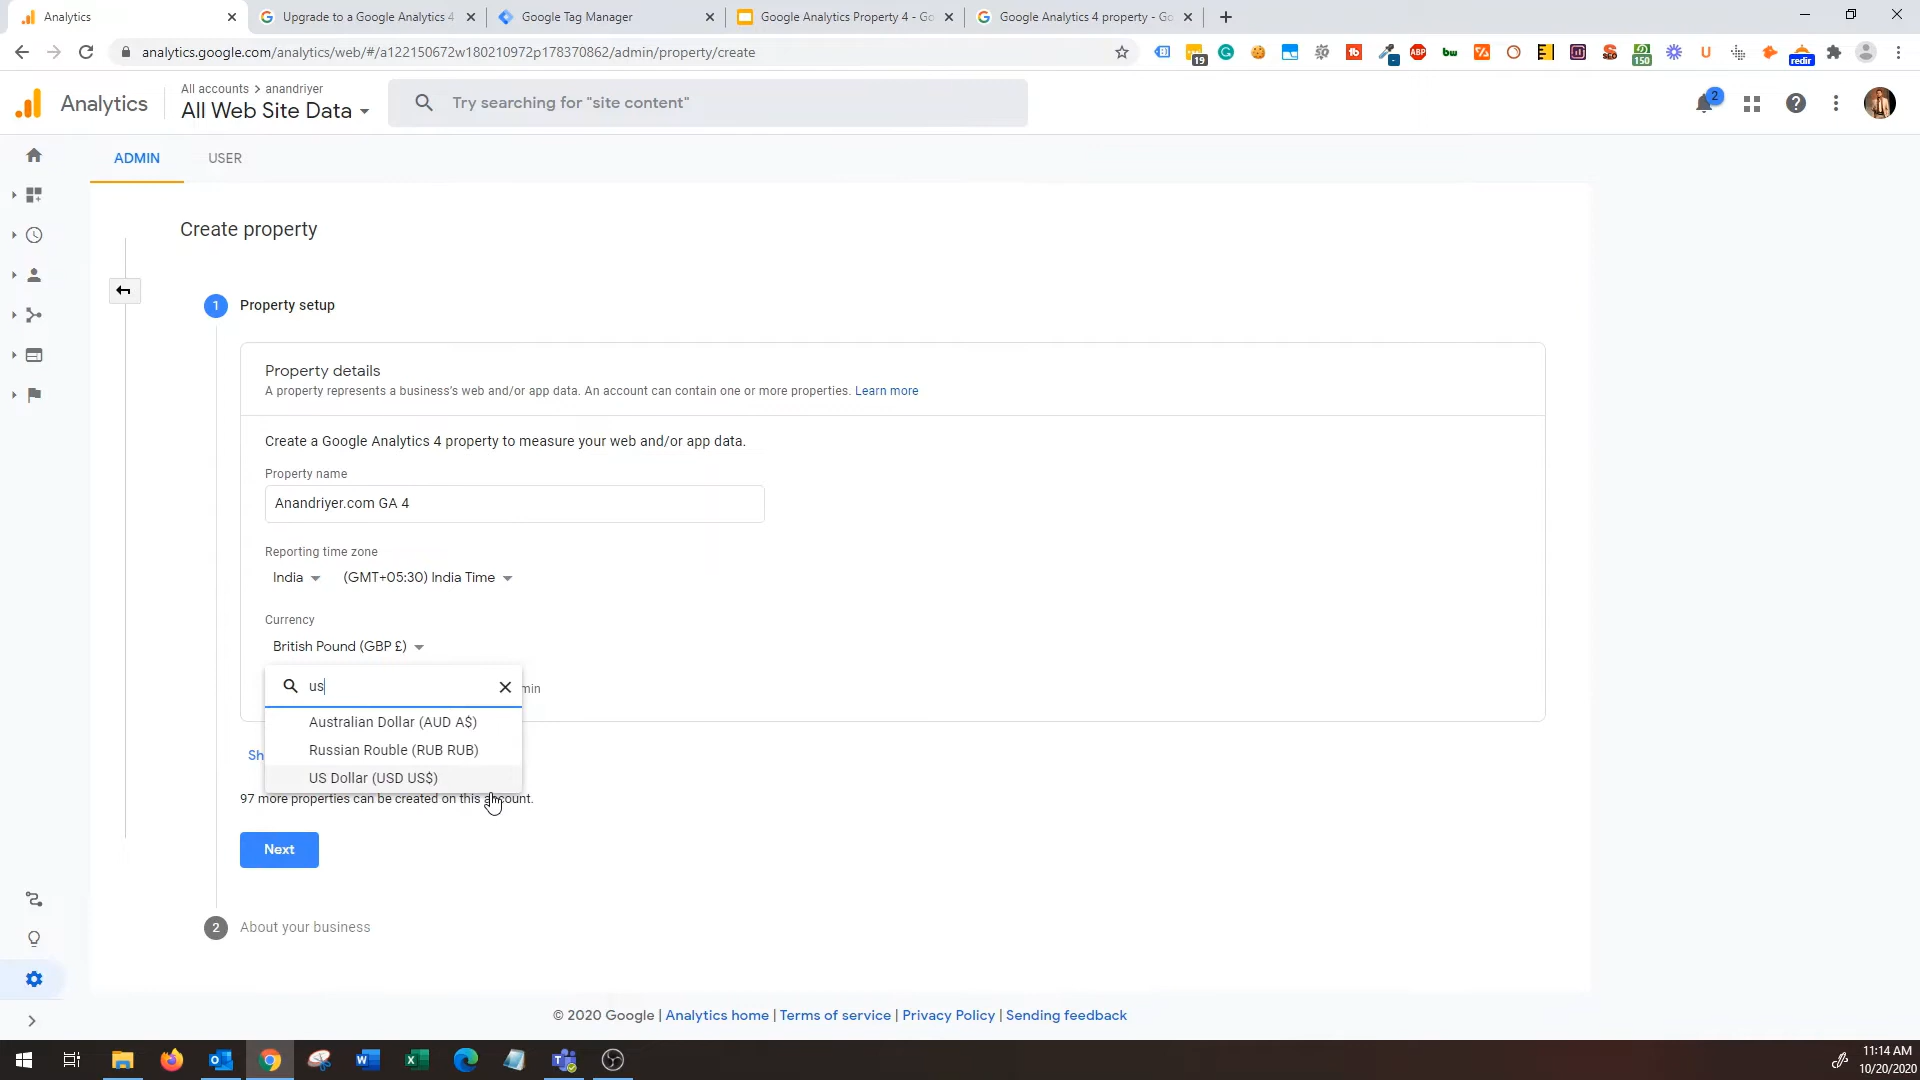 Analytics
Upgrade to a Google Analytics 4
Google Tag Manager
Google Analytics Property 4 - Go
Google Analytics 4 property - Go
analytics.google.com/analytics/web/#/a122150672w180210972p178370862/admin/property/create
19
ABP
bw
150
U
redir
Analytics
All accounts > anandriyer
All Web Site Data
Try searching for "site content"
2
ADMIN
USER
Create property
1
Property setup
Property details
A property represents a business's web and/or app data. An account can contain one or more properties. Learn more
Create a Google Analytics 4 property to measure your web and/or app data.
Property name
Anandriyer.com GA 4
Reporting time zone
India
(GMT+05:30) India Time
Currency
British Pound (GBP £)
us
min
Australian Dollar (AUD A$)
Russian Rouble (RUB RUB)
Sh
US Dollar (USD US$)
97 more properties can be created on this account.
Next
2
About your business
© 2020 Google | Analytics home | Terms of service | Privacy Policy | Sending feedback
11:14 AM
10/20/2020